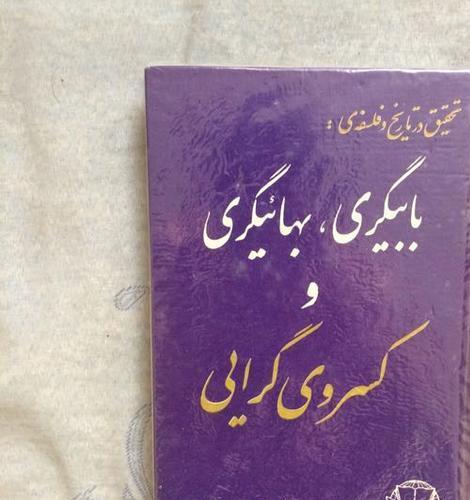 تحقیق در تاریخ و فلسفه‌ی :
بابیگری، بهائیگری
و
کسروی گرایی